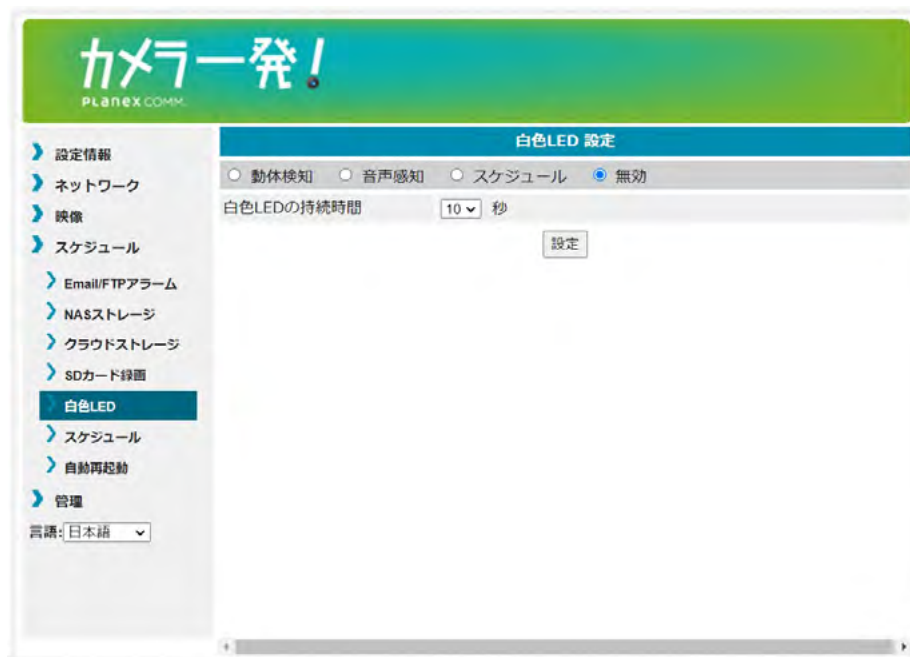 カメラ一発!
PLANEX COMM.
設定情報
ネットワーク
映像
スケジュール
Email/FTPアラーム
NASストレージ
クラウドストレージ
SDカード録画
白色LED
スケジュール
自動再起動
管理
言語:日本語
白色LED 設定
動体検知 音声感知 スケジュール 無効
白色LEDの持続時間 10 秒
設定